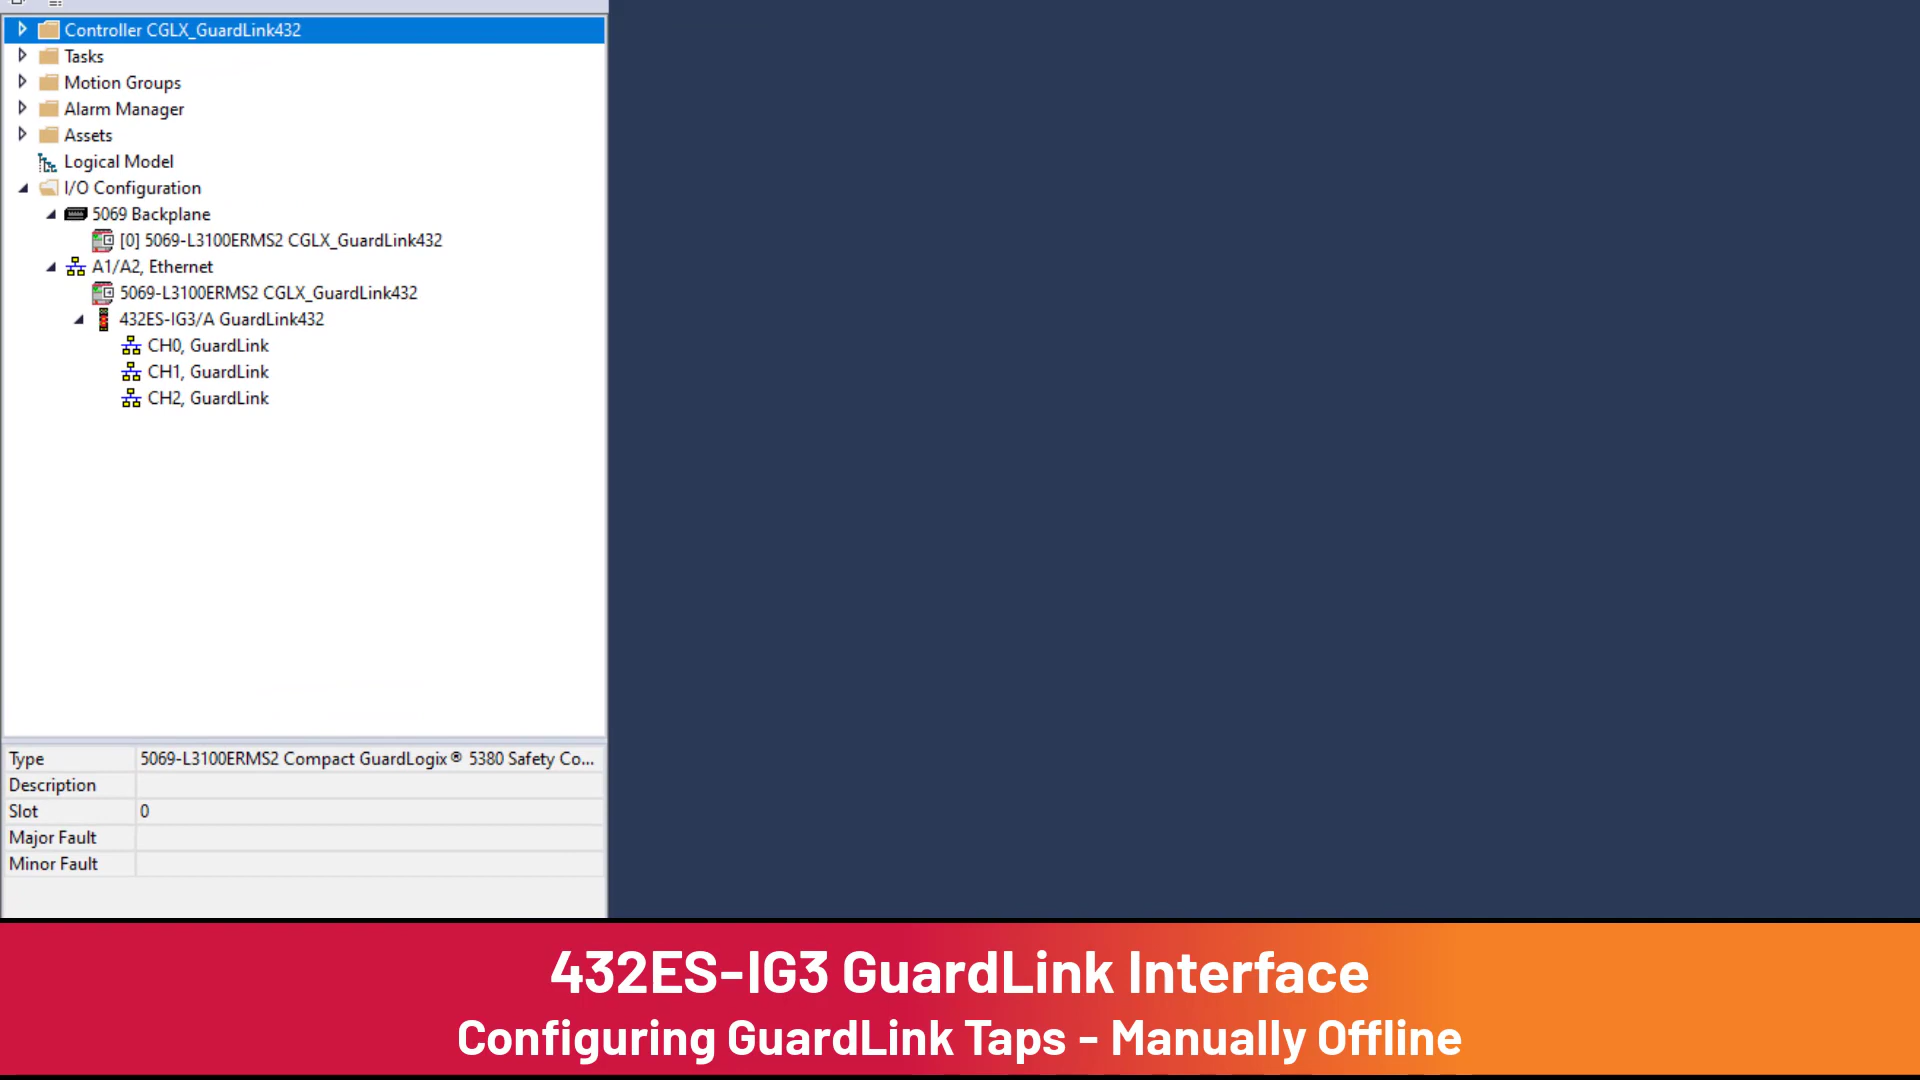 Controller CGLX_GuardLink432
Tasks
Motion Groups
Alarm Manager
Assets
Logical Model
I/O Configuration
5069 Backplane
[0] 5069-L3100ERMS2 CGLX_GuardLink432
A1/A2, Ethernet
5069-L3100ERMS2 CGLX_GuardLink432
432ES-IG3/A GuardLink432
CH0, GuardLink
CH1, GuardLink
CH2, GuardLink
Type 5069-L3100ERMS2 Compact GuardLogix® 5380 Safety Co...
Description
Slot 0
Major Fault
Minor Fault
432ES-IG3 GuardLink Interface
Configuring GuardLink Taps - Manually Offline